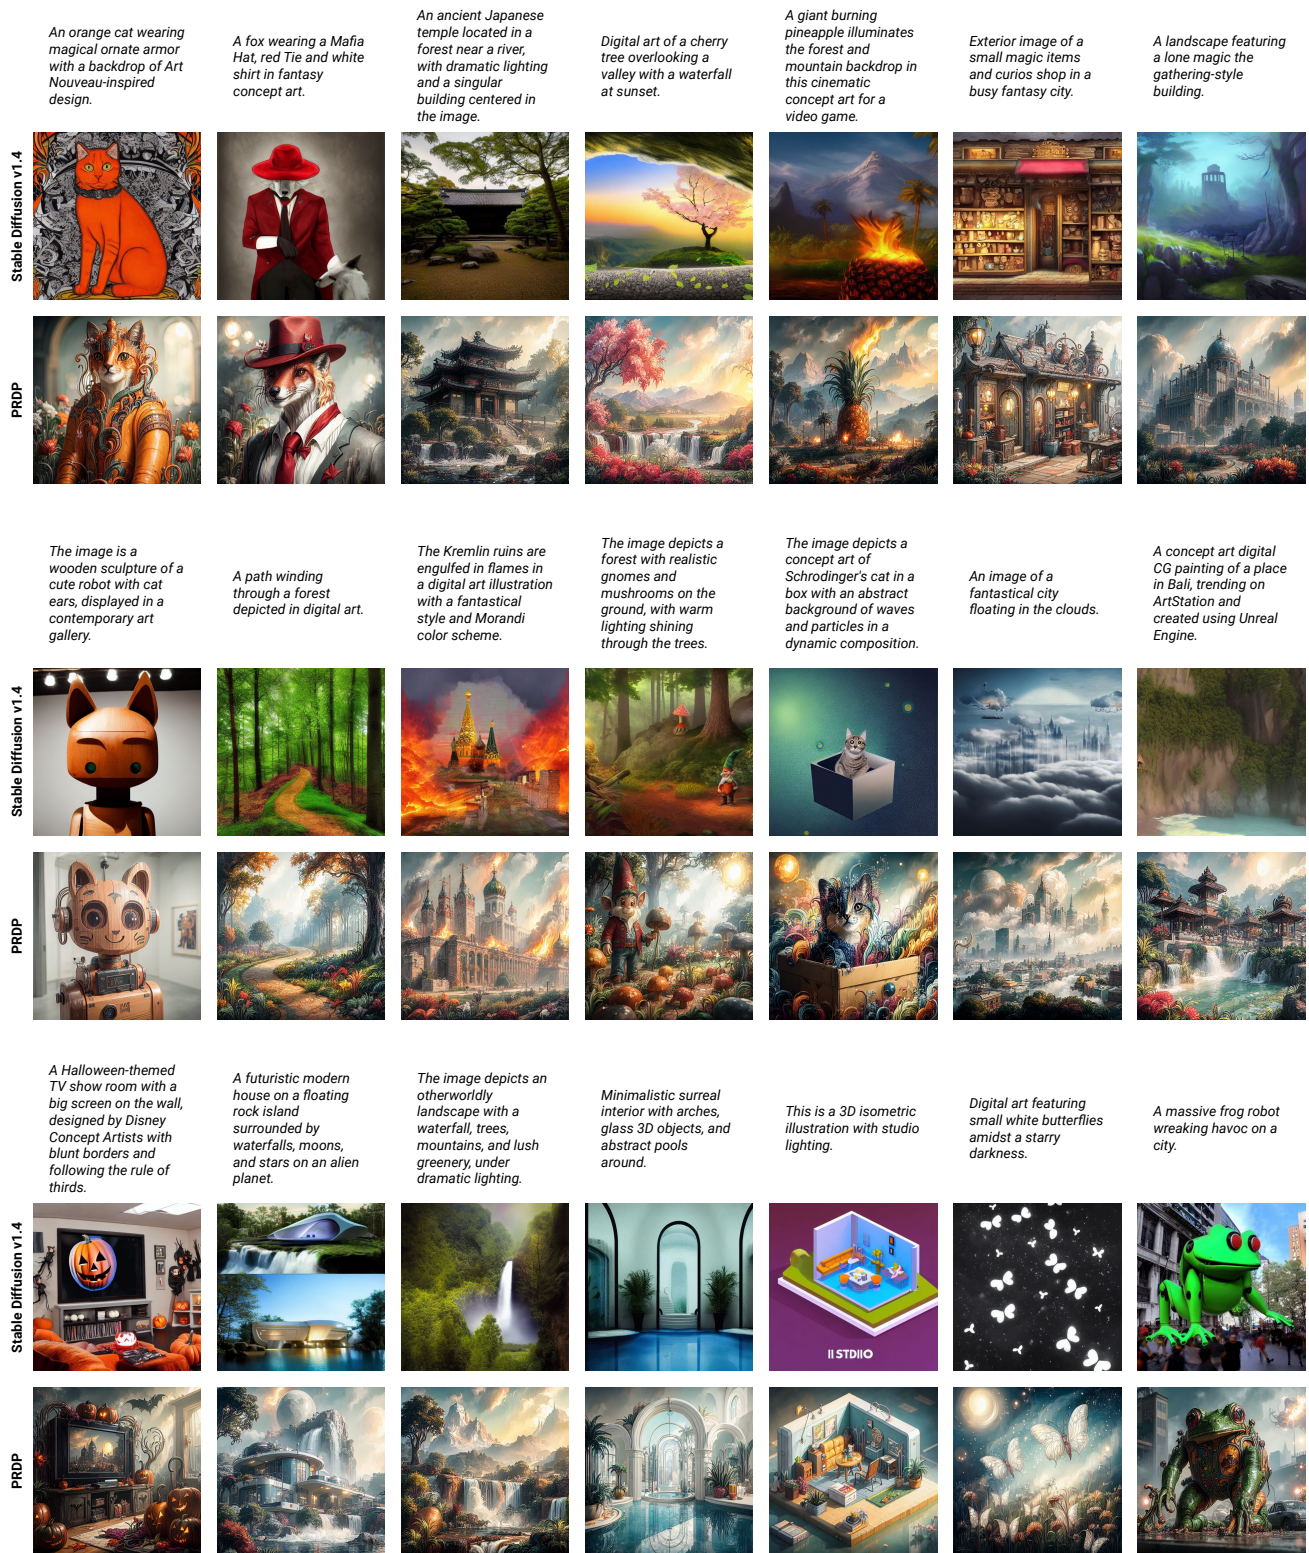 An orange cat wearing
magical ornate armor
with a backdrop of Art
Nouveau-inspired
design.
A fox wearing a Mafia
Hat, red Tie and white
shirt in fantasy
concept art.
An ancient Japanese
temple located in a
forest near a river,
with dramatic lighting
and a singular
building centered in
the image.
Digital art of a cherry
tree overlooking a
valley with a waterfall
at sunset.
A giant burning
pineapple illuminates
the forest and
mountain backdrop in
this cinematic
concept art for a
video game.
Exterior image of a
small magic items
and curios shop in a
busy fantasy city.
A landscape featuring
a lone magic the
gathering-style
building.
Stable Diffusion v1.4
PRDP
The image is a
wooden sculpture of a
cute robot with cat
ears, displayed in a
contemporary art
gallery.
A path winding
through a forest
depicted in digital art.
The Kremlin ruins are
engulfed in flames in
a digital art illustration
with a fantastical
style and Morandi
color scheme.
The image depicts a
forest with realistic
gnomes and
mushrooms on the
ground, with warm
lighting shining
through the trees.
The image depicts a
concept art of
Schrodinger's cat in a
box with an abstract
background of waves
and particles in a
dynamic composition.
An image of a
fantastical city
floating in the clouds.
A concept art digital
CG painting of a place
in Bali, trending on
ArtStation and
created using Unreal
Engine.
Stable Diffusion v1.4
PRDP
A Halloween-themed
TV show room with a
big screen on the wall,
designed by Disney
Concept Artists with
blunt borders and
following the rule of
thirds.
A futuristic modern
house on a floating
rock island
surrounded by
waterfalls, moons,
and stars on an alien
planet.
The image depicts an
otherworldly
landscape with a
waterfall, trees,
mountains, and lush
greenery, under
dramatic lighting.
Minimalistic surreal
interior with arches,
glass 3D objects, and
abstract pools
around.
This is a 3D isometric
illustration with studio
lighting.
Digital art featuring
small white butterflies
amidst a starry
darkness.
A massive frog robot
wreaking havoc on a
city.
Stable Diffusion v1.4
II STDIIO
PRDP